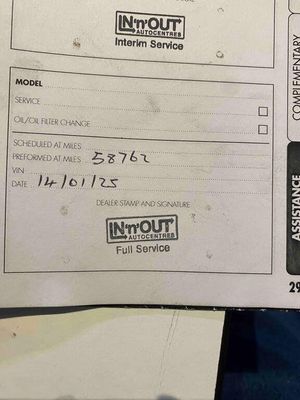 IN'n'OUT
AUTOCENTRES
Interim Service
MODEL
SERVICE
OIL/OIL FILTER CHANGE
SCHEDULED AT MILES
PREFORMED AT MILES 58762
VIN
DATE 14/01/25
DEALER STAMP AND SIGNATURE
IN'n'OUT
AUTOCENTRES
Full Service
COMPLEMENTARY
ASSISTANCE
29